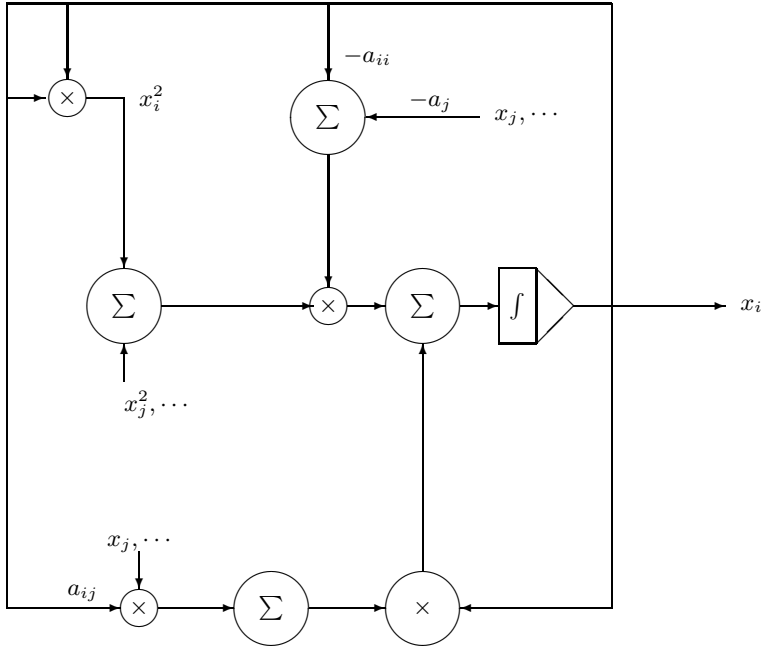 −a_{ii}
× x_i^2
∑ −a_j x_j, ⋯
∑ × ∑ ∫ x_i
x_j^2, ⋯
x_j, ⋯
a_{ij} × ∑ ×